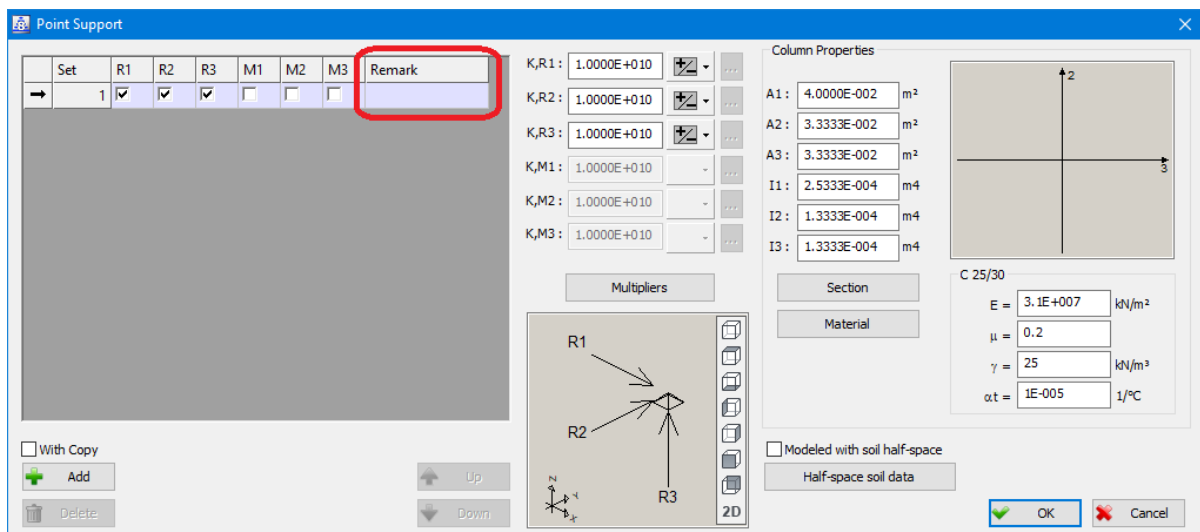 Point Support
Set R1 R2 R3 M1 M2 M3 Remark
1
With Copy
Add
Delete
Up
Down
K,R1 : 1.0000E+010 ...
K,R2 : 1.0000E+010 ...
K,R3 : 1.0000E+010 ...
K,M1 : 1.0000E+010 ...
K,M2 : 1.0000E+010 ...
K,M3 : 1.0000E+010 ...
Multipliers
R1
R2
R3
Z
Y
X
2D
Column Properties
A1 : 4.0000E-002 m²
A2 : 3.3333E-002 m²
A3 : 3.3333E-002 m²
I1 : 2.5333E-004 m4
I2 : 1.3333E-004 m4
I3 : 1.3333E-004 m4
2
3
Section
Material
C 25/30
E = 3.1E+007 kN/m²
μ = 0.2
γ = 25 kN/m³
αt = 1E-005 1/°C
Modeled with soil half-space
Half-space soil data
OK
Cancel